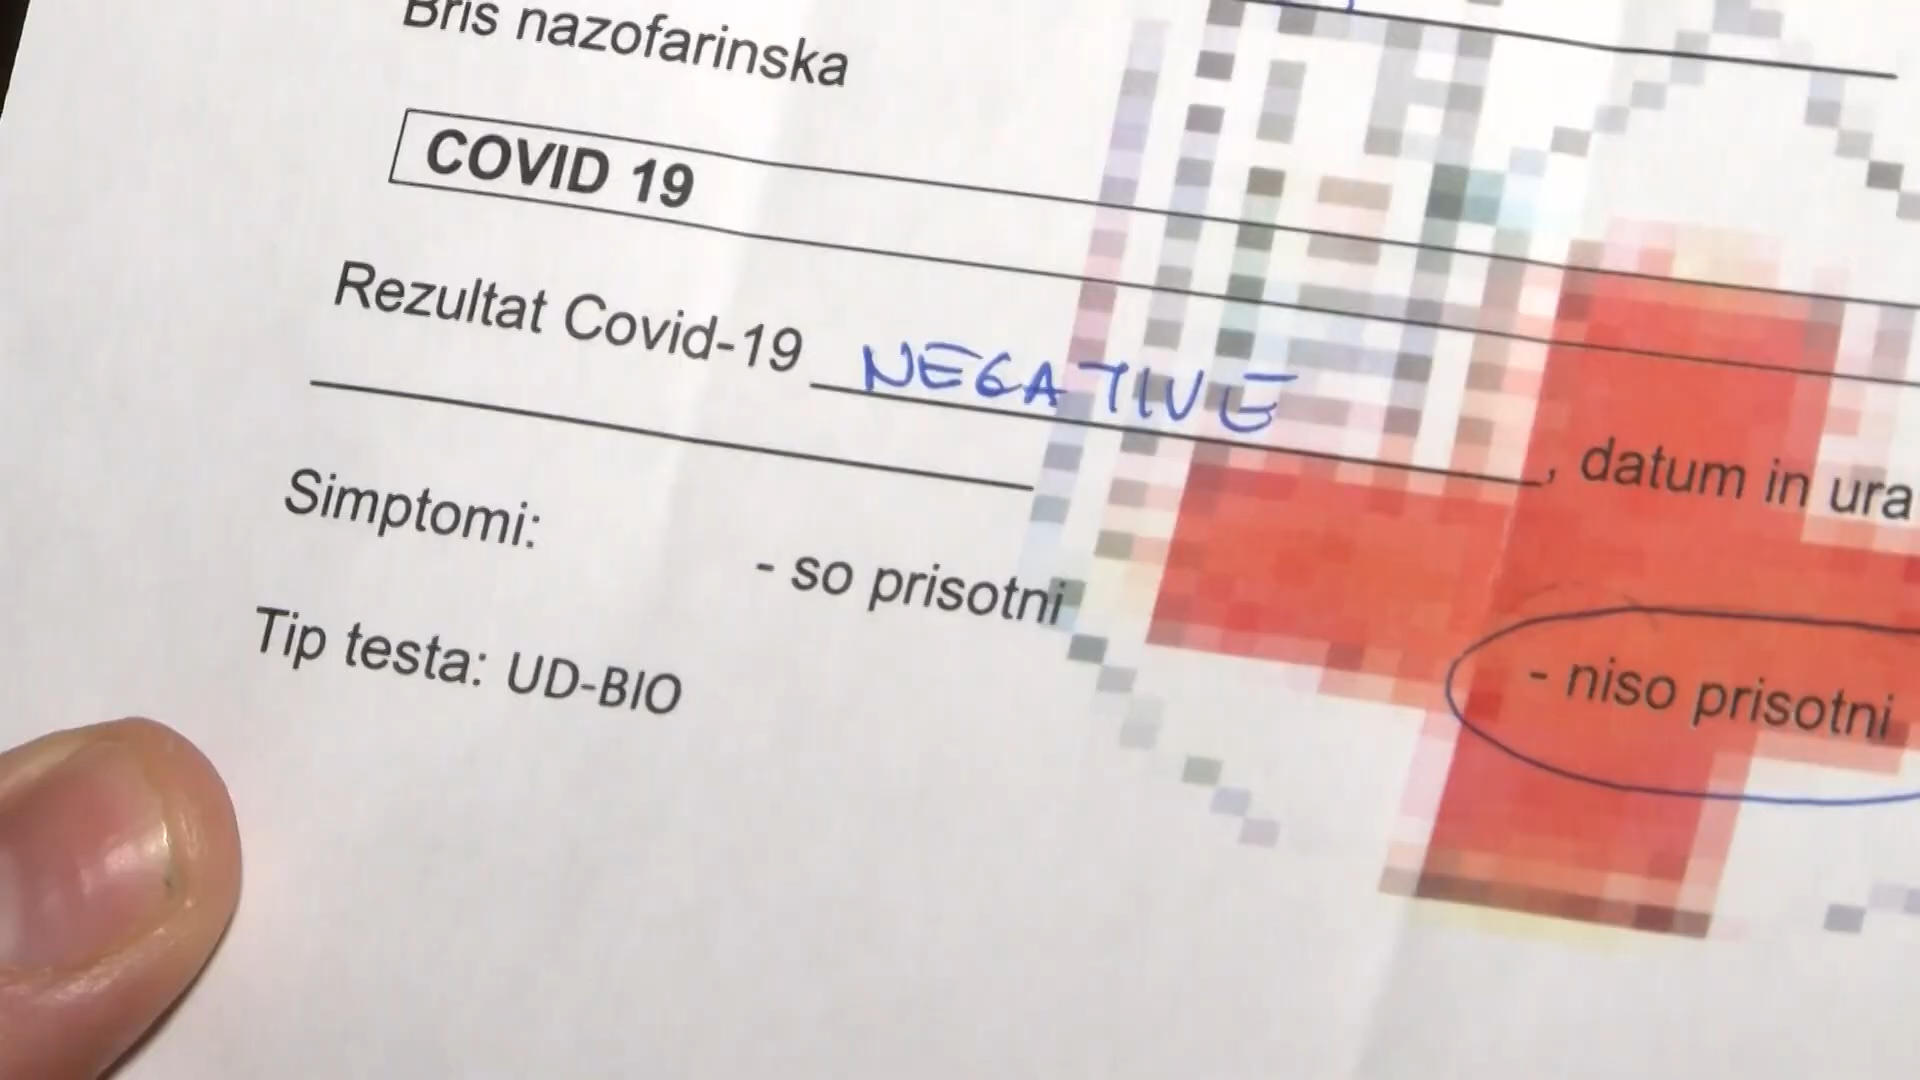 Bris nazofarinska
COVID 19
Rezultat Covid-19 NEGATIVE, datum in ura
Simptomi: - so prisotni - niso prisotni
Tip testa: UD-BIO